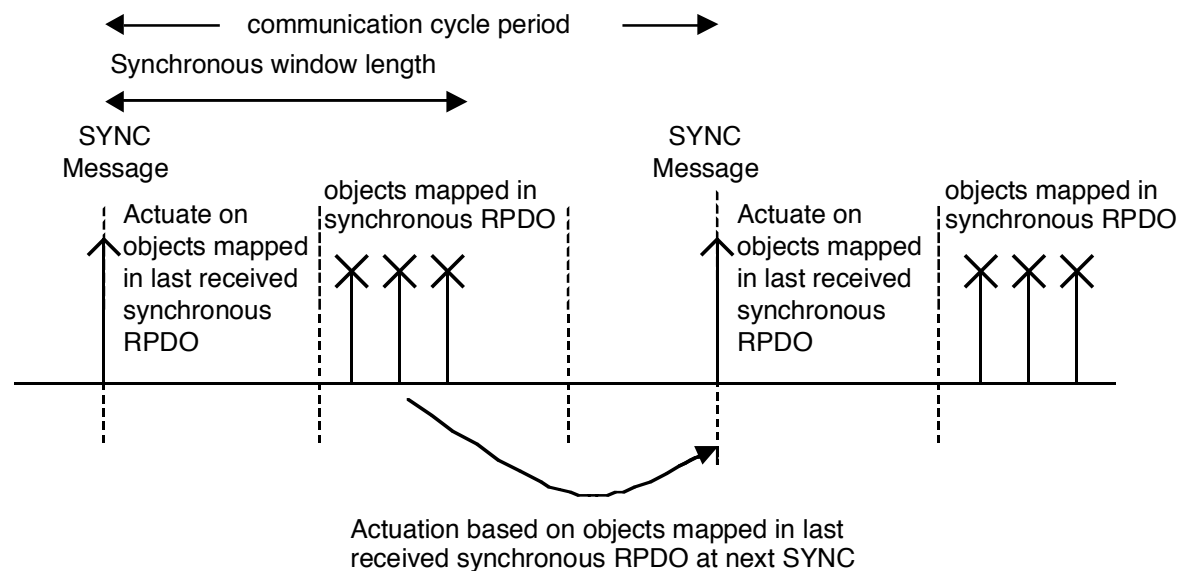 communication cycle period
Synchronous window length
SYNC
Message
SYNC
Message
Actuate on
objects mapped
in last received
synchronous
RPDO
objects mapped in
synchronous RPDO
Actuate on
objects mapped
in last received
synchronous
RPDO
objects mapped in
synchronous RPDO
Actuation based on objects mapped in last
received synchronous RPDO at next SYNC